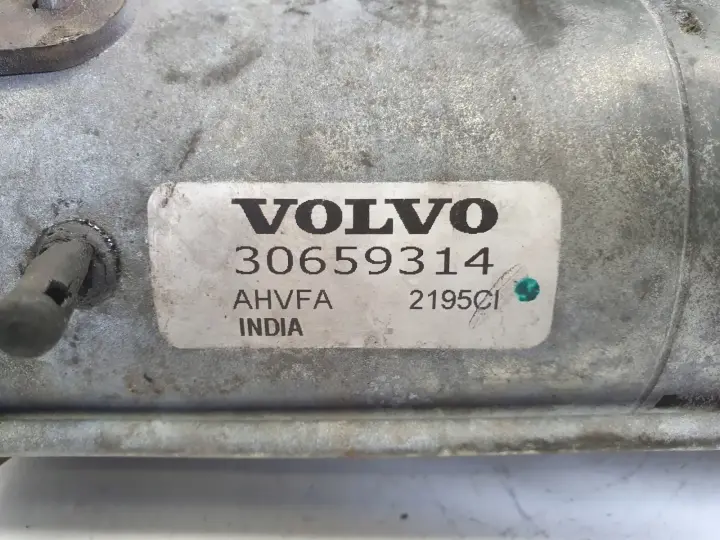 VOLVO
30659314
AHVFA 2195CI
INDIA